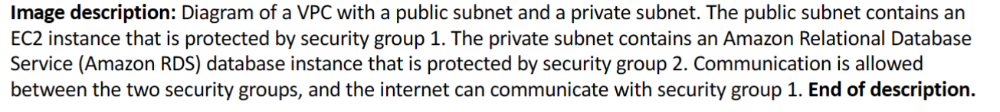 Image description: Diagram of a VPC with a public subnet and a private subnet. The public subnet contains an
EC2 instance that is protected by security group 1. The private subnet contains an Amazon Relational Database
Service (Amazon RDS) database instance that is protected by security group 2. Communication is allowed
between the two security groups, and the internet can communicate with security group 1. End of description.